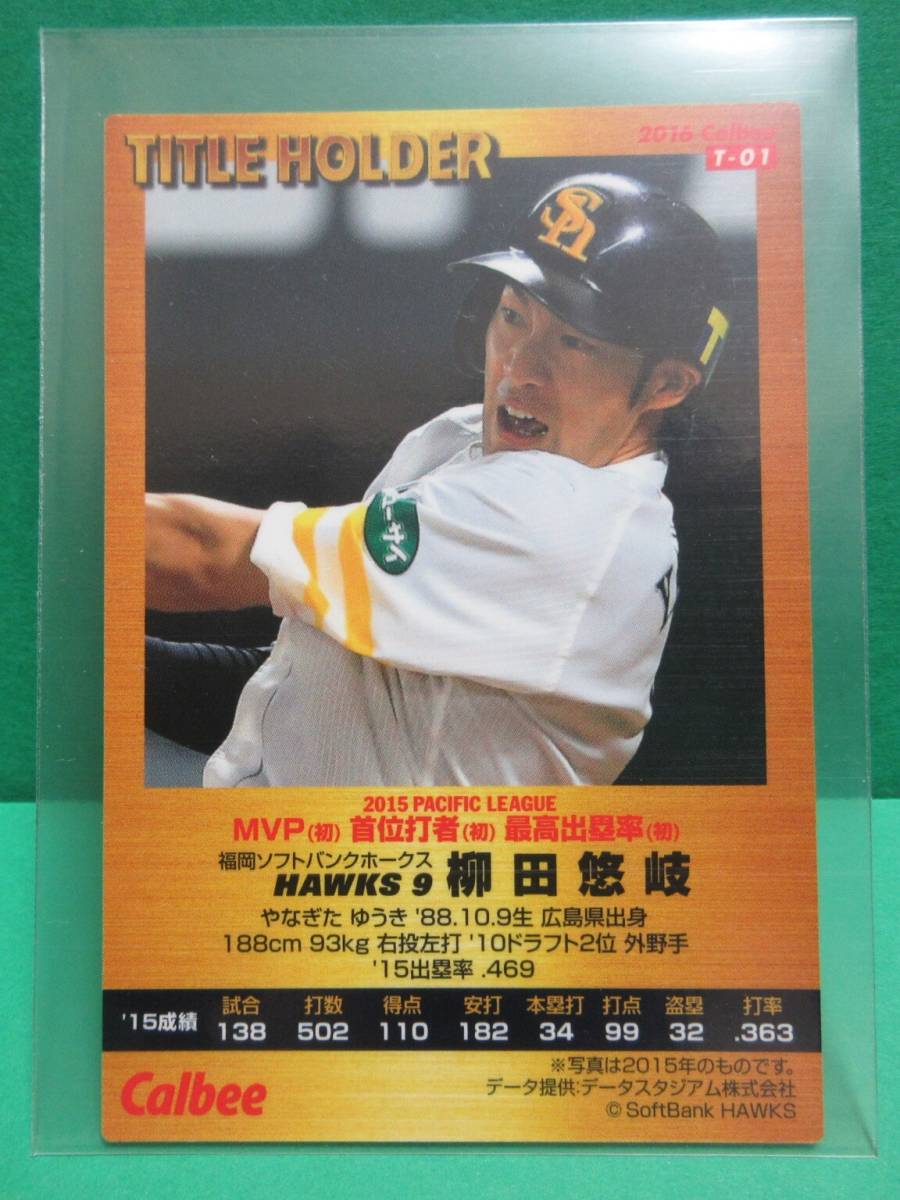 TITLE HOLDER
2016 Calbee
T-01
SH
T
ユーサイ
2015 PACIFIC LEAGUE
MVP(初) 首位打者(初) 最高出塁率(初)
福岡ソフトバンクホークス
HAWKS 9 柳田悠岐
やなぎた ゆうき '88.10.9生 広島県出身
188cm 93kg 右投左打 '10ドラフト2位 外野手
'15出塁率 .469
試合 打数 得点 安打 本塁打 打点 盗塁 打率
'15成績 138 502 110 182 34 99 32 .363
※写真は2015年のものです。
Calbee
データ提供:データスタジアム株式会社
© SoftBank HAWKS